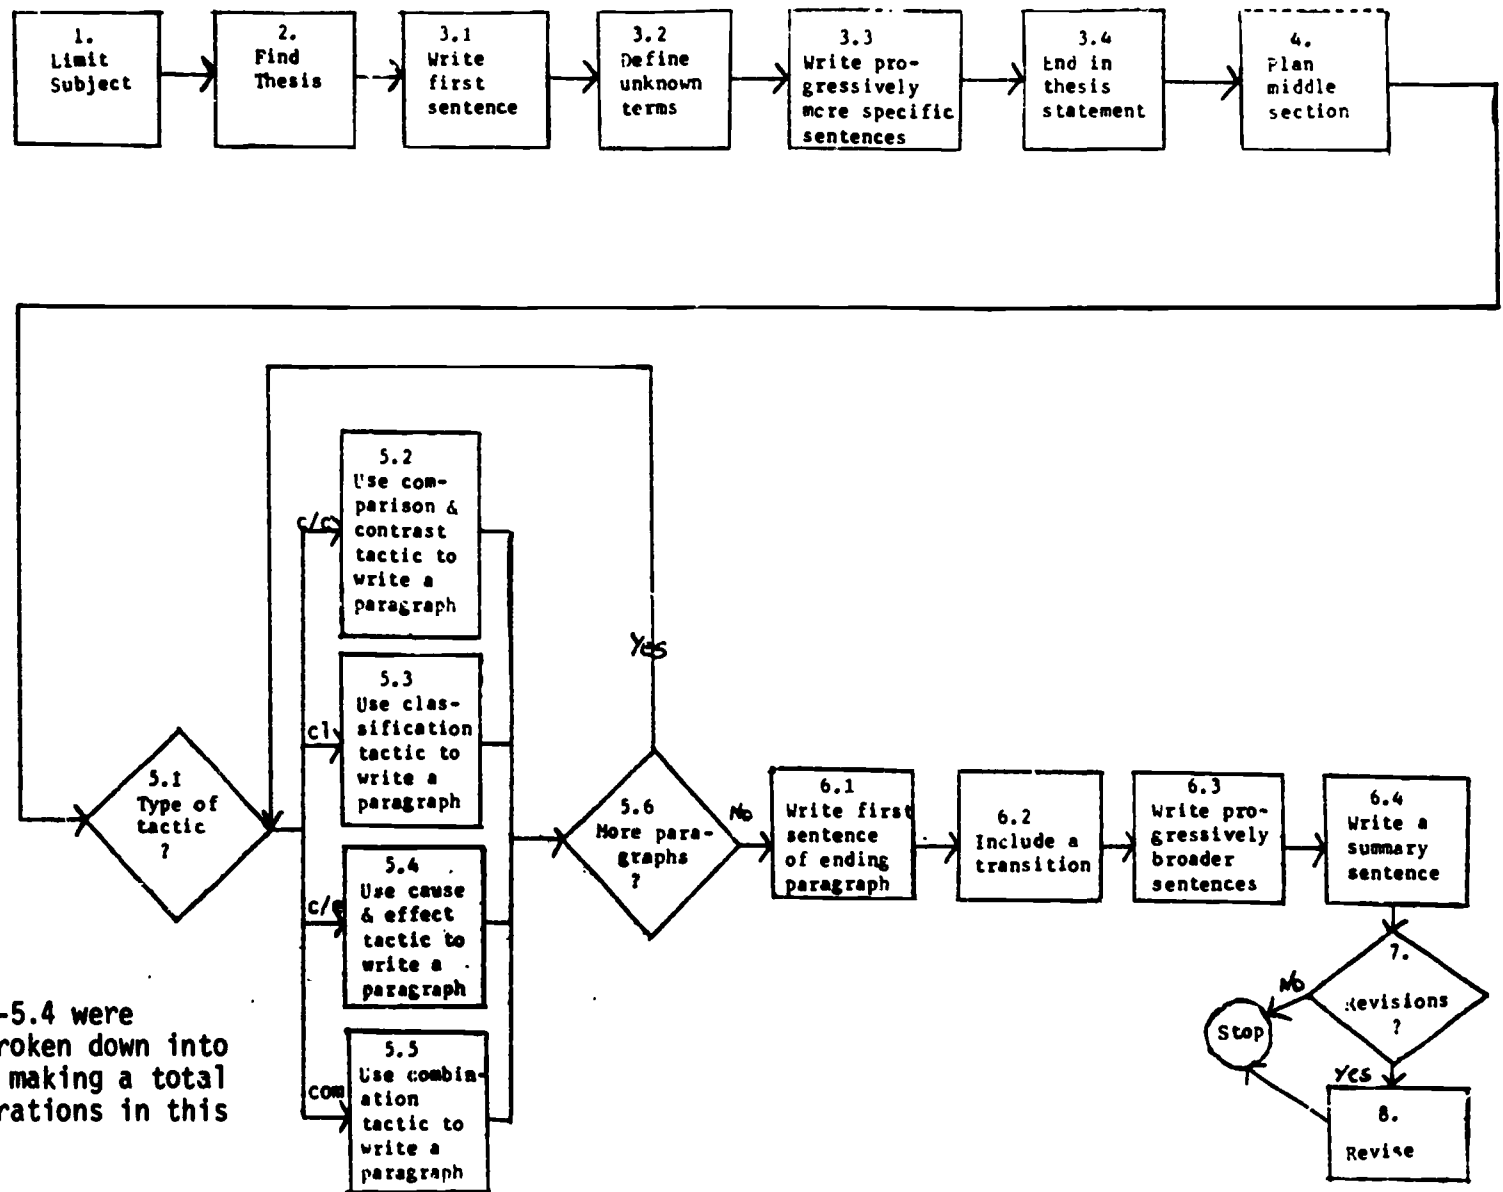 1.
Limit
Subject
2.
Find
Thesis
3.1
Write
first
sentence
3.2
Define
unknown
terms
3.3
Write pro-
gressively
more specific
sentences
3.4
End in
thesis
statement
4.
Plan
middle
section
5.1
Type of
tactic
?
c/c
5.2
Use com-
parison &
contrast
tactic to
write a
paragraph
cl
5.3
Use clas-
sification
tactic to
write a
paragraph
c/e
5.4
Use cause
& effect
tactic to
write a
paragraph
com
5.5
Use combin-
ation
tactic to
write a
paragraph
Yes
5.6
More para-
graphs
?
No
6.1
Write first
sentence
of ending
paragraph
6.2
Include a
transition
6.3
Write pro-
gressively
broader
sentences
6.4
Write a
summary
sentence
7.
Revisions
?
No
Stop
Yes
8.
Revise
-5.4 were
roken down into
making a total
rations in this